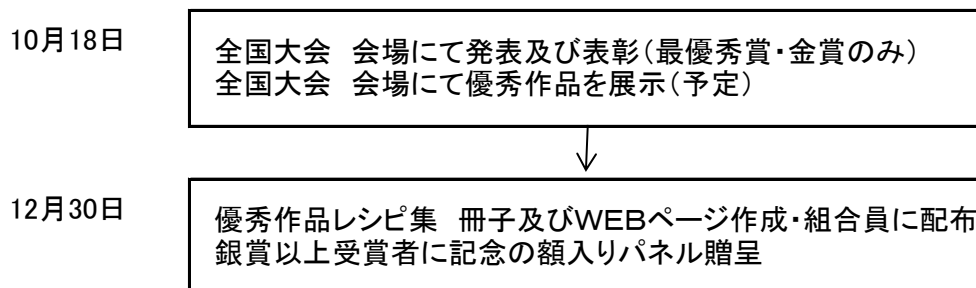 10月18日
全国大会　会場にて発表及び表彰（最優秀賞・金賞のみ）
全国大会　会場にて優秀作品を展示（予定）
12月30日
優秀作品レシピ集　冊子及びＷＥＢページ作成・組合員に配布
銀賞以上受賞者に記念の額入りパネル贈呈